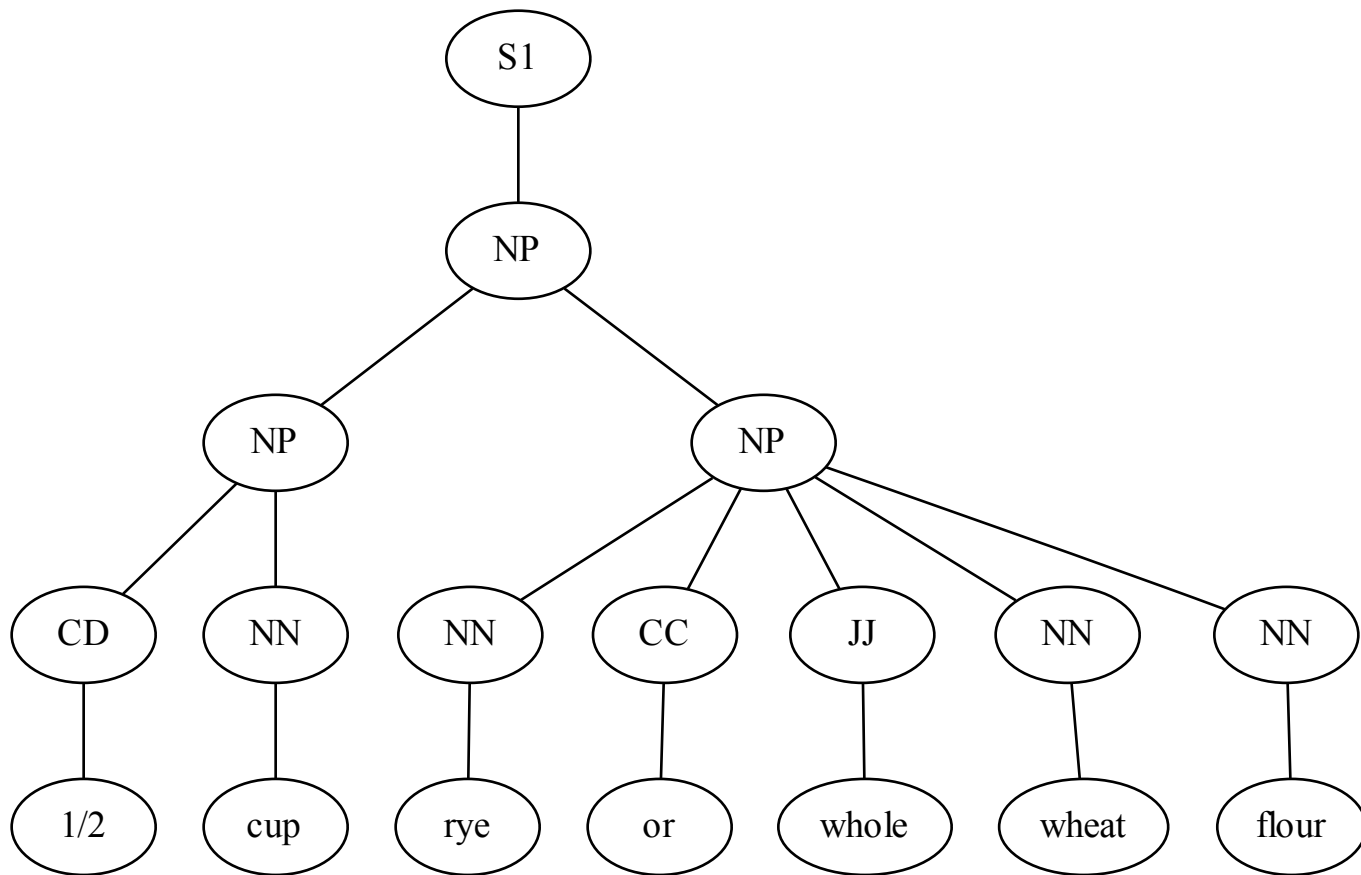 S1
NP
NP NP
CD NN NN CC JJ NN NN
1/2 cup rye or whole wheat flour